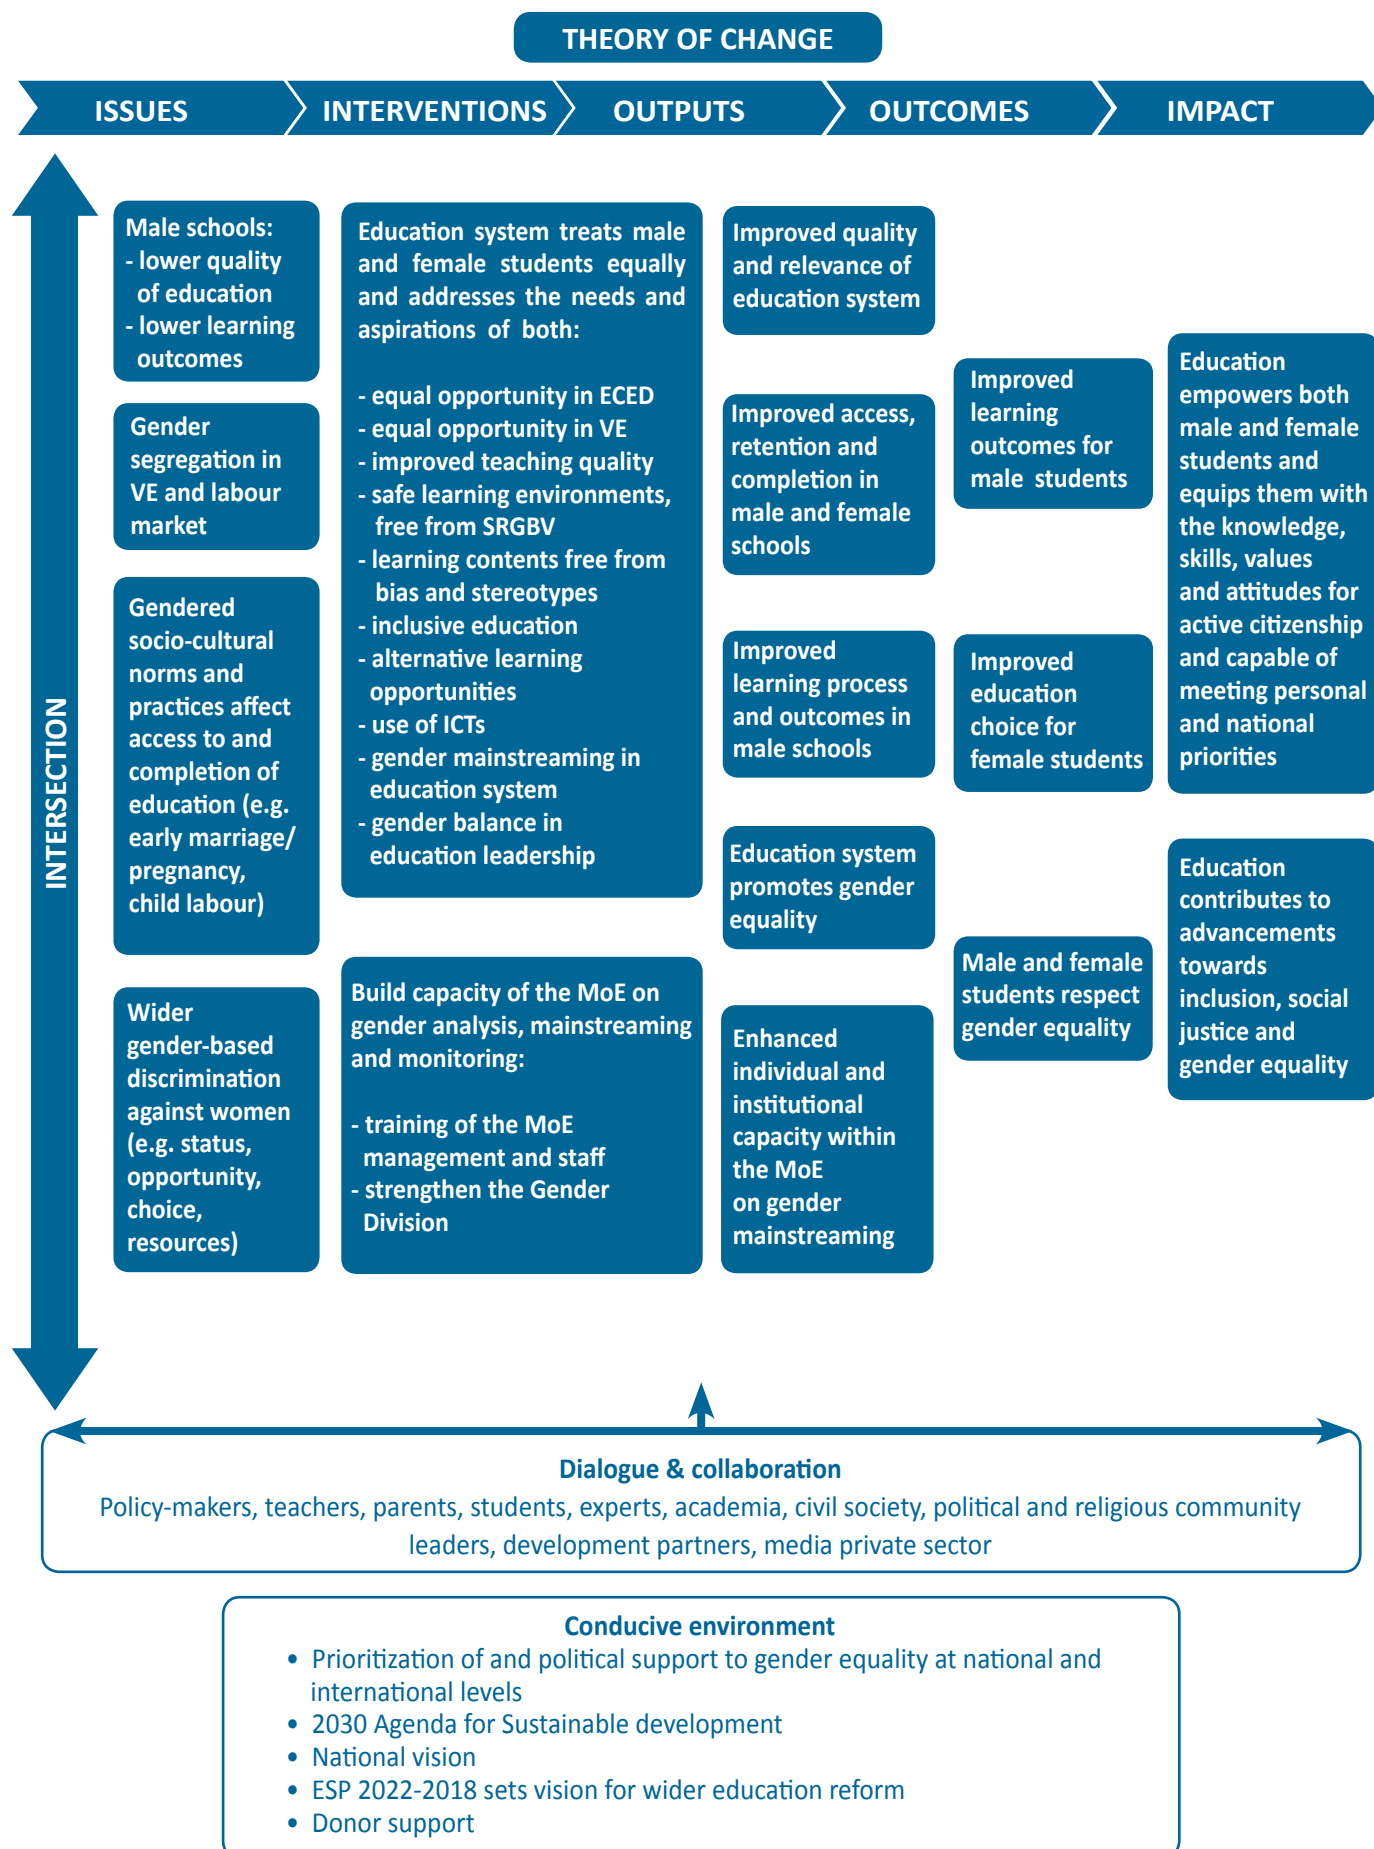 THEORY OF CHANGE
ISSUES
INTERVENTIONS
OUTPUTS
OUTCOMES
IMPACT
INTERSECTION
Male schools:
- lower quality
of education
- lower learning
outcomes
Gender
segregation in
VE and labour
market
Gendered
socio-cultural
norms and
practices affect
access to and
completion of
education (e.g.
early marriage/
pregnancy,
child labour)
Wider
gender-based
discrimination
against women
(e.g. status,
opportunity,
choice,
resources)
Education system treats male
and female students equally
and addresses the needs and
aspirations of both:
- equal opportunity in ECED
- equal opportunity in VE
- improved teaching quality
- safe learning environments,
free from SRGBV
- learning contents free from
bias and stereotypes
- inclusive education
- alternative learning
opportunities
- use of ICTs
- gender mainstreaming in
education system
- gender balance in
education leadership
Build capacity of the MoE on
gender analysis, mainstreaming
and monitoring:
- training of the MoE
management and staff
- strengthen the Gender
Division
Improved quality
and relevance of
education system
Improved access,
retention and
completion in
male and female
schools
Improved
learning process
and outcomes in
male schools
Education system
promotes gender
equality
Enhanced
individual and
institutional
capacity within
the MoE
on gender
mainstreaming
Improved
learning
outcomes for
male students
Improved
education
choice for
female students
Male and female
students respect
gender equality
Education
empowers both
male and female
students and
equips them with
the knowledge,
skills, values
and attitudes for
active citizenship
and capable of
meeting personal
and national
priorities
Education
contributes to
advancements
towards
inclusion, social
justice and
gender equality
Dialogue & collaboration
Policy-makers, teachers, parents, students, experts, academia, civil society, political and religious community
leaders, development partners, media private sector
Conducive environment
• Prioritization of and political support to gender equality at national and
international levels
• 2030 Agenda for Sustainable development
• National vision
• ESP 2022-2018 sets vision for wider education reform
• Donor support